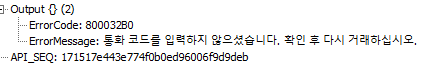 Output {} (2)
ErrorCode: 800032B0
ErrorMessage: 통화 코드를 입력하지 않으셨습니다. 확인 후 다시 거래하십시오.
API_SEQ: 171517e443e774f0b0ed96006f9d9deb